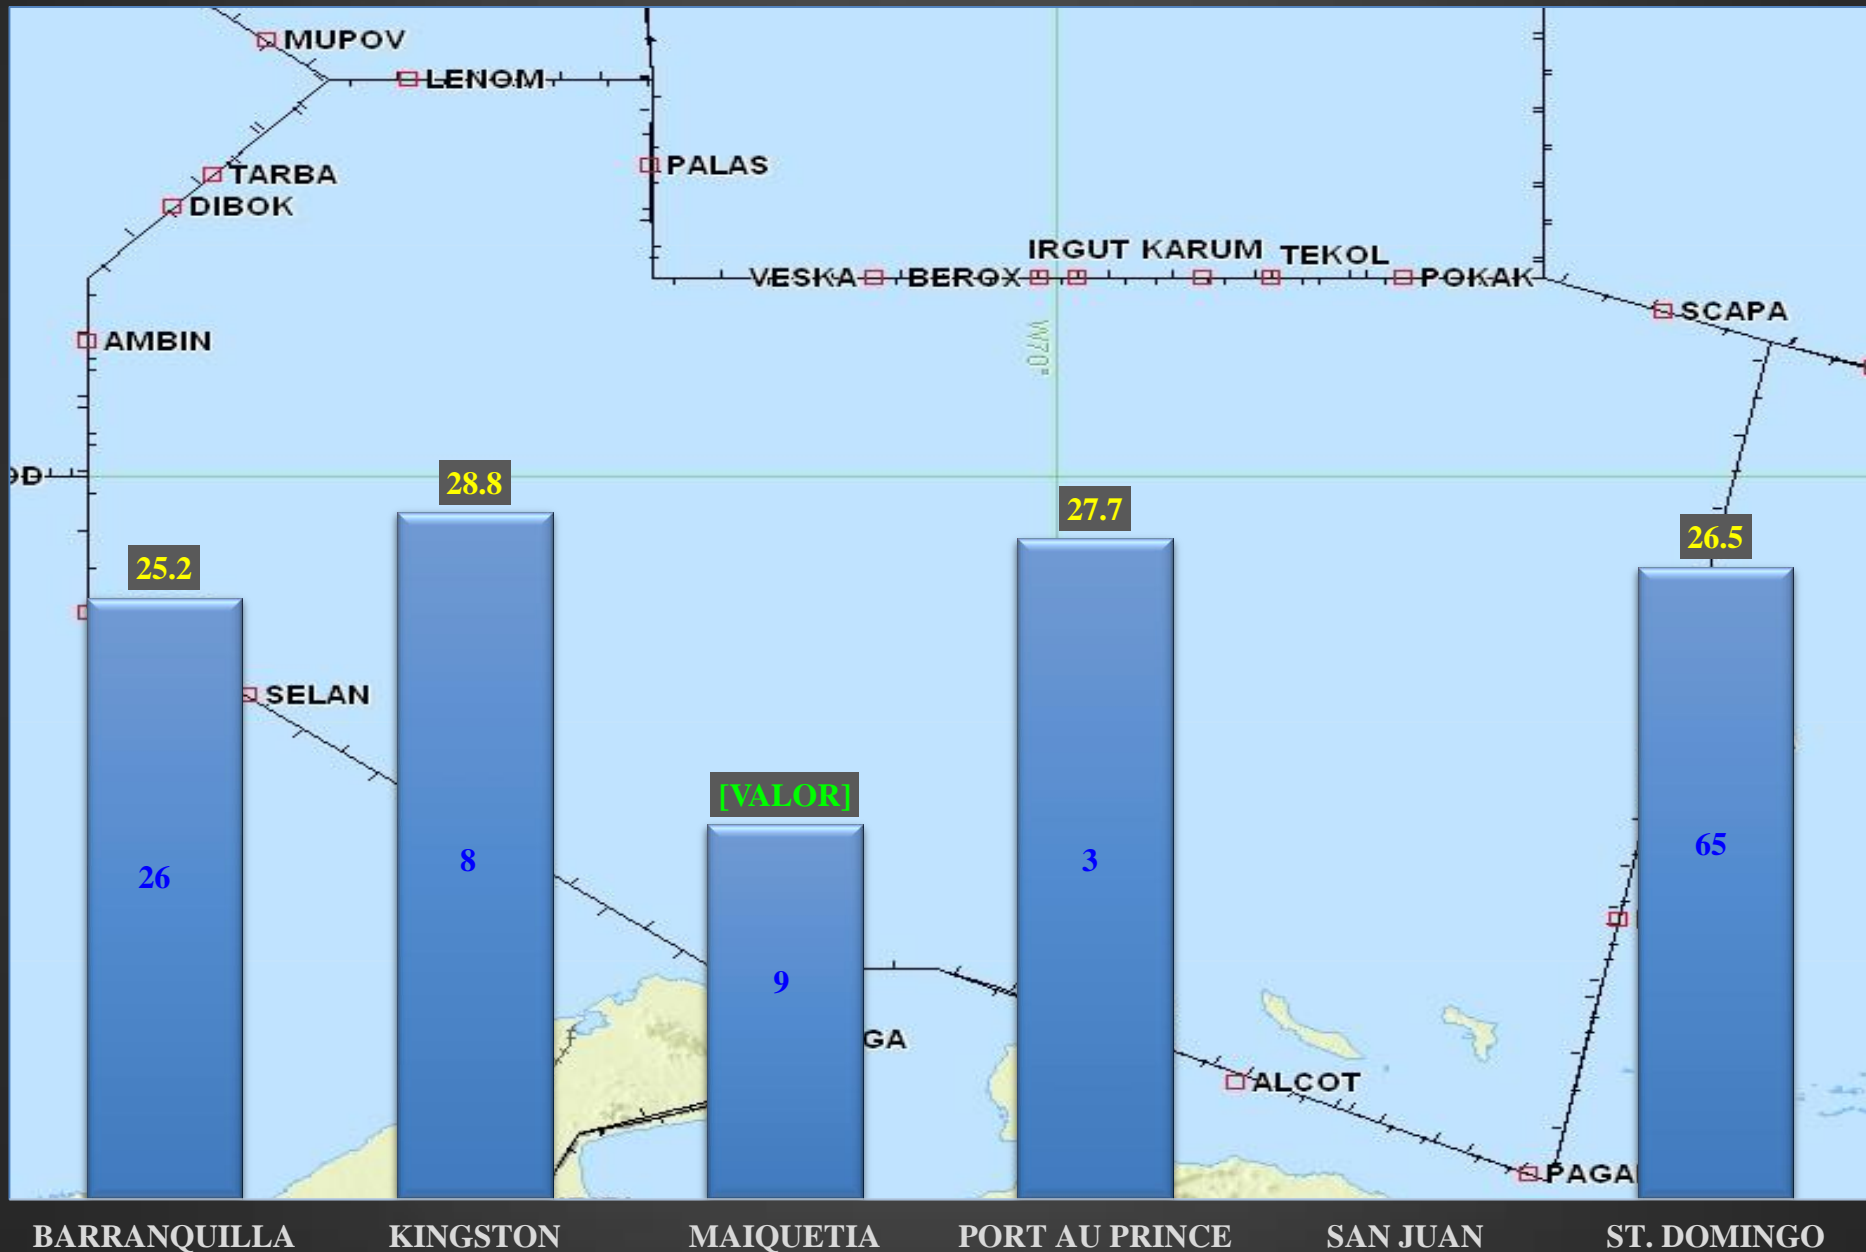 MUPOV
LENOM
PALAS
TARBA
DIBOK
IRGUT KARUM TEKOL
VESKA BEROX POKAK
SCAPA
W70°
AMBIN
28.8
27.7
26.5
25.2
SELAN
[VALOR]
26
8
9
3
65
GA
ALCOT
BARRANQUILLA KINGSTON MAIQUETIA PORT AU PRINCE SAN JUAN ST. DOMINGO